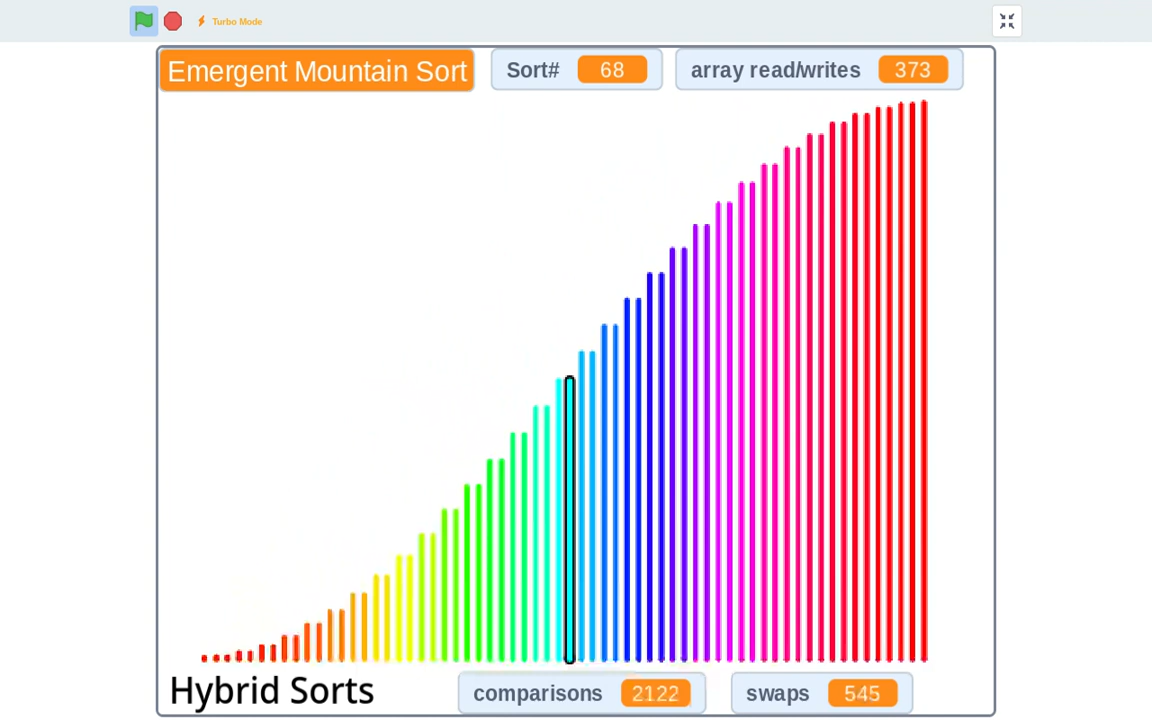 Turbo Mode
Emergent Mountain Sort
Sort# 68
array read/writes 373
Hybrid Sorts
comparisons 2122
swaps 545